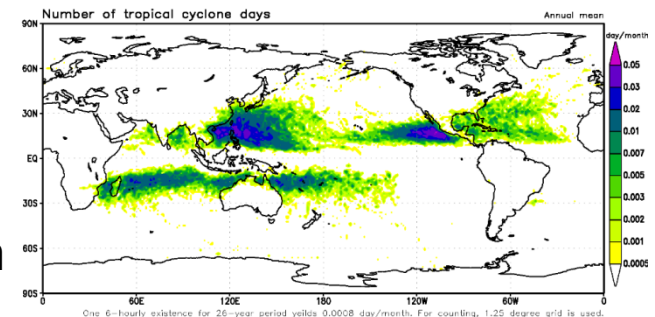 Number of tropical cyclone days
Annual mean
day/month
90N
60N
30N
EQ
30S
60S
90S
0
60E
120E
180
120W
60W
0
0.05
0.03
0.02
0.01
0.007
0.005
0.003
0.002
0.001
0.0005
One 6-hourly existence for 26-year period yeilds 0.0008 day/month. For counting, 1.25 degree grid is used.